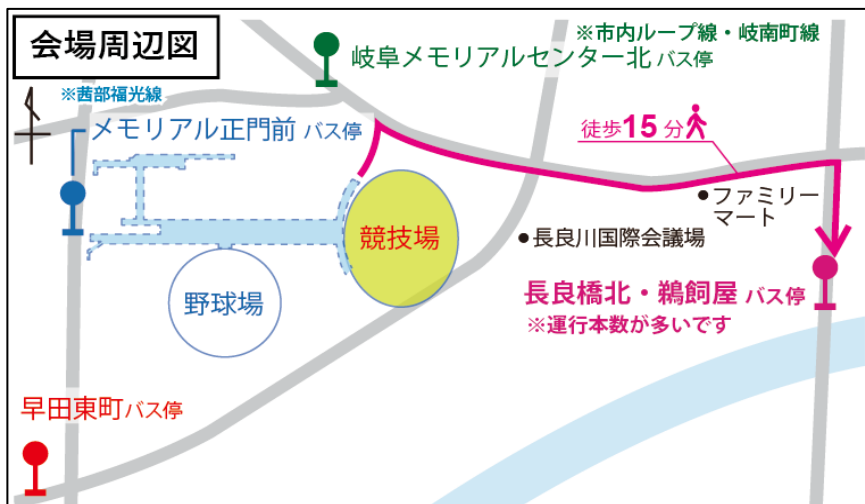 会場周辺図
※市内ループ線・岐南町線
岐阜メモリアルセンター北 バス停
※茜部福光線
メモリアル正門前 バス停
徒歩15分
●ファミリー
マート
競技場
●長良川国際会議場
野球場
長良橋北・鵜飼屋 バス停
※運行本数が多いです
早田東町 バス停